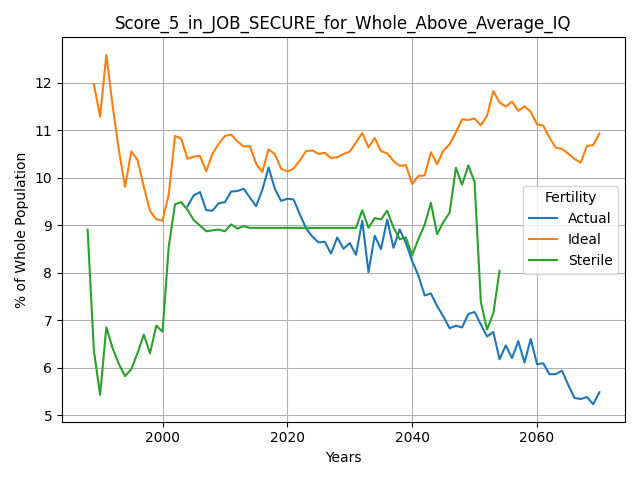 Score_5_in_JOB_SECURE_for_Whole_Above_Average_IQ
% of Whole Population
12
11
10
9
8
7
6
5
Fertility
Actual
Ideal
Sterile
2000 2020 2040 2060
Years